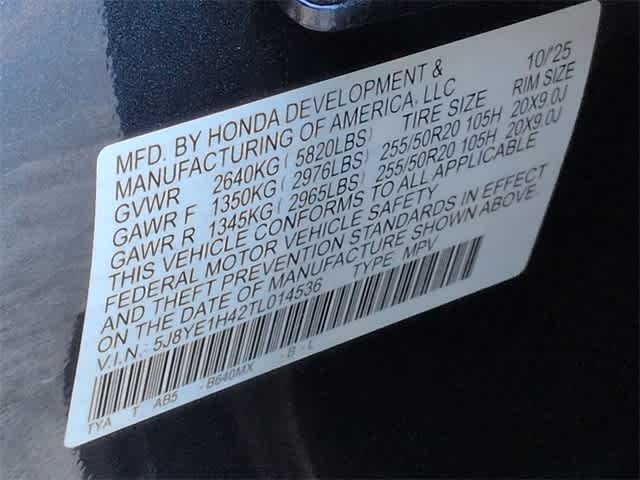 MFD. BY HONDA DEVELOPMENT & 10/'25
MANUFACTURING OF AMERICA, LLC
TIRE SIZE RIM SIZE
GVWR 2640KG ( 5820LBS)
GAWR F 1350KG ( 2976LBS) 255/50R20 105H 20X9.0J
GAWR R 1345KG ( 2965LBS) 255/50R20 105H 20X9.0J
THIS VEHICLE CONFORMS TO ALL APPLICABLE
FEDERAL MOTOR VEHICLE SAFETY
AND THEFT PREVENTION STANDARDS IN EFFECT
ON THE DATE OF MANUFACTURE SHOWN ABOVE.
V.I.N.: 5J8YE1H42TL014536 TYPE: MPV
TYA T AB5 -B640MX -B-L